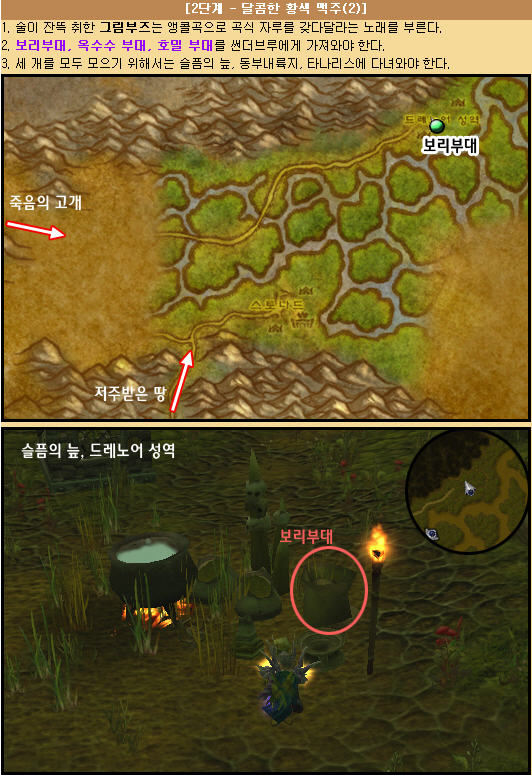 [2단계 - 달콤한 황색 맥주(2)]
1. 술이 잔뜩 취한 그림부즈는 앵콜곡으로 곡식 자루를 갖다달라는 노래를 부른다.
2. 보리부대, 옥수수 부대, 호밀 부대를 썬더브루에게 가져와야 한다.
3. 세 개를 모두 모으기 위해서는 슬픔의 늪, 동부내륙지, 타나리스에 다녀와야 한다.
드레노어 성역
보리부대
죽음의 고개
스토나드
저주받은 땅
슬픔의 늪, 드레노어 성역
보리부대